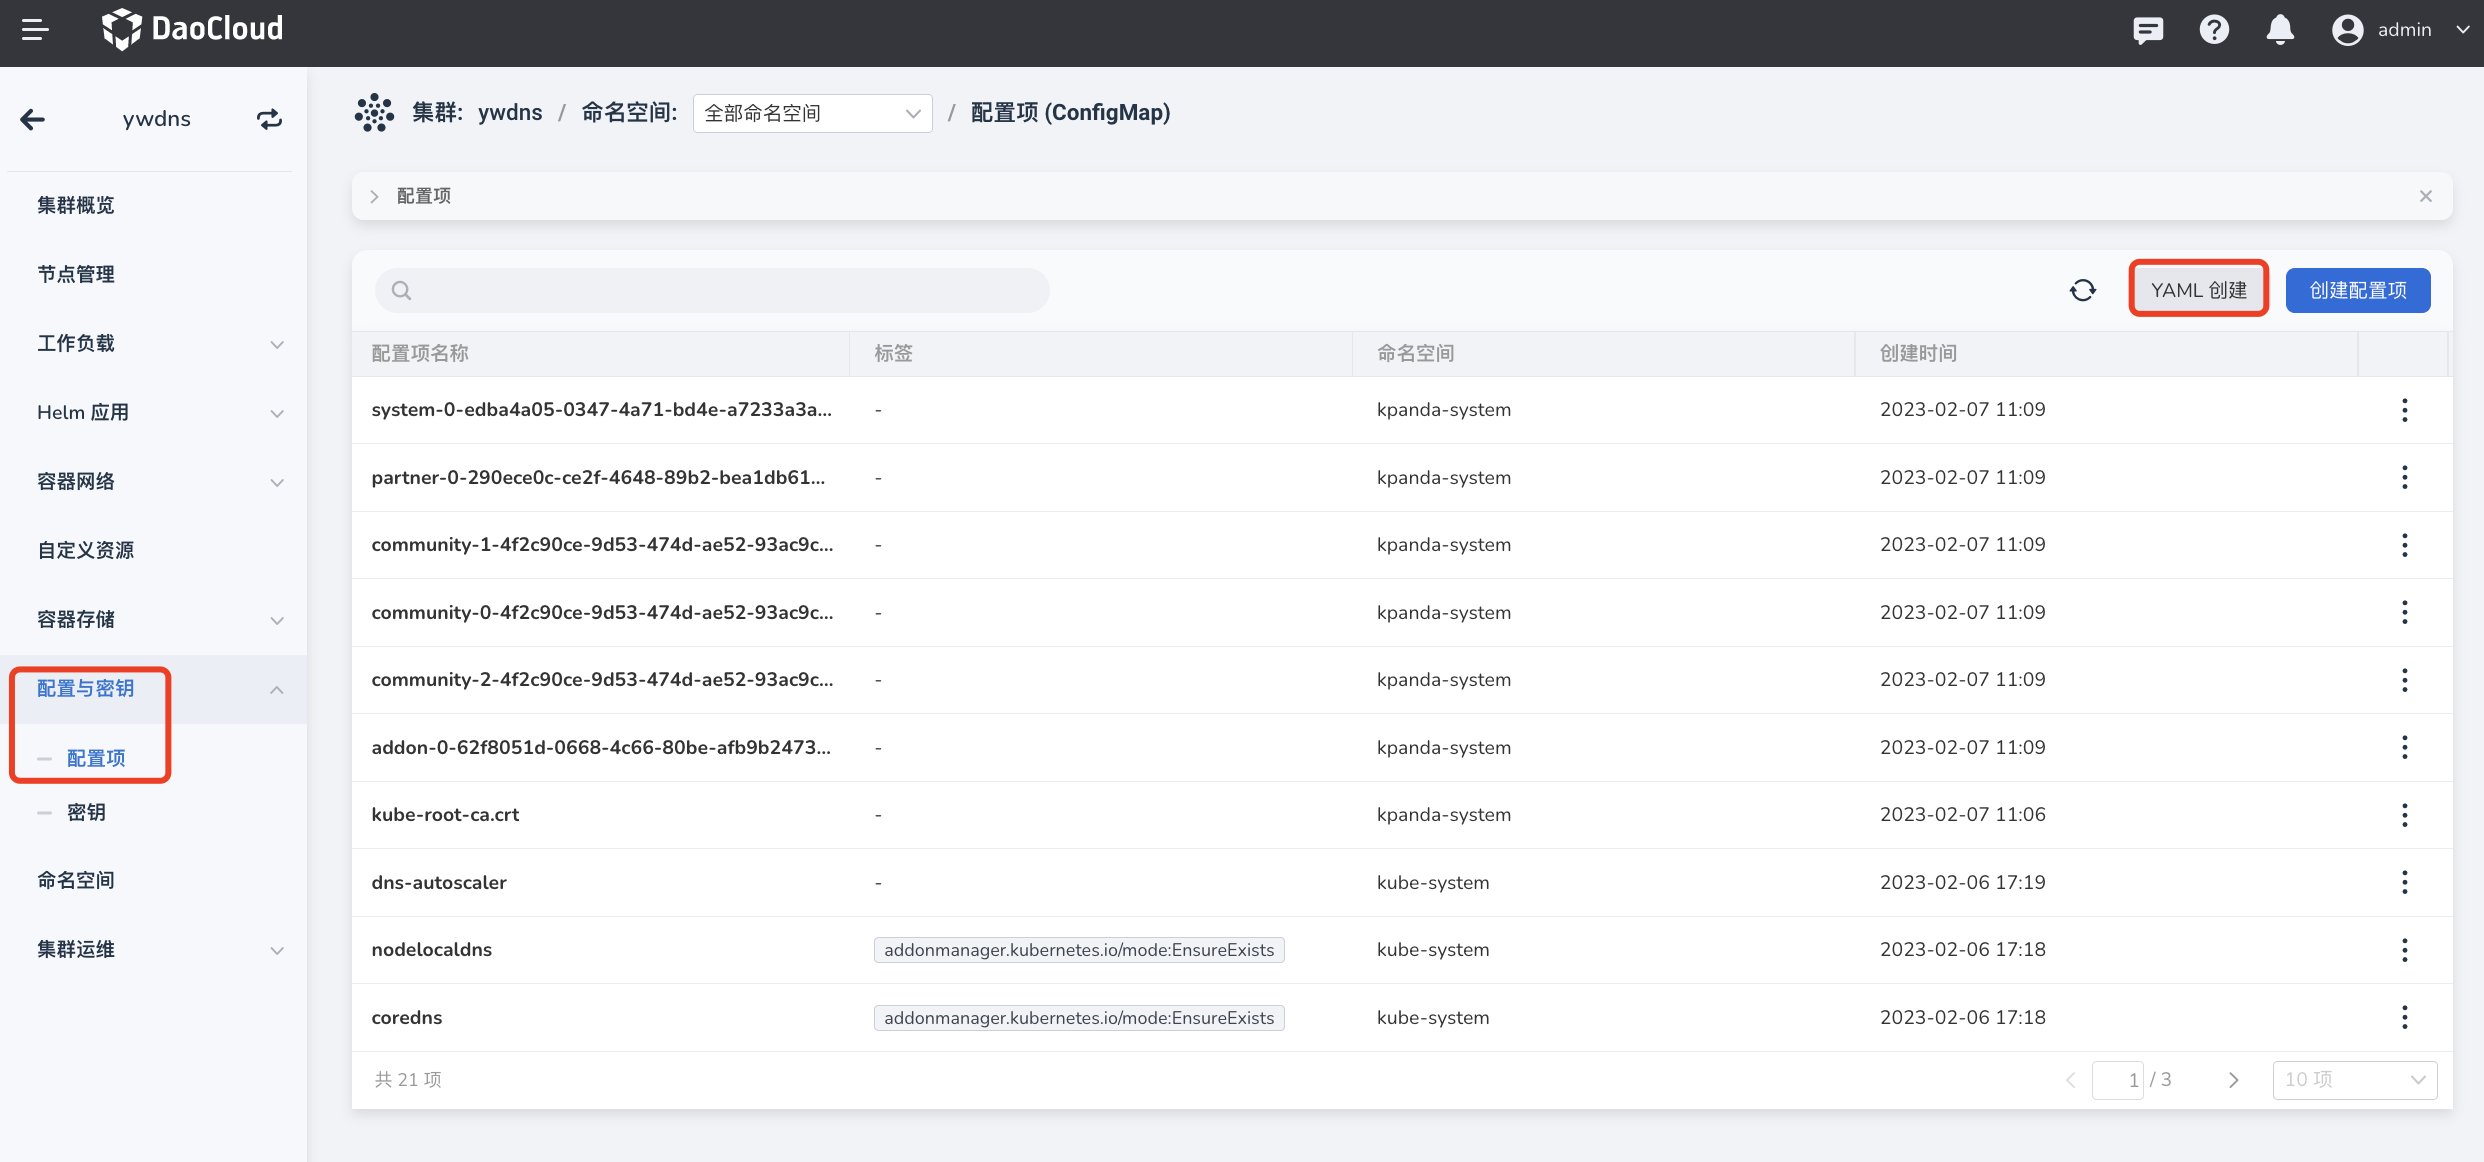 DaoCloud
admin
ywdns
集群概览
节点管理
工作负载
Helm 应用
容器网络
自定义资源
容器存储
配置与密钥
配置项
密钥
命名空间
集群运维
集群: ywdns / 命名空间: 全部命名空间 / 配置项 (ConfigMap)
配置项
YAML 创建 创建配置项
配置项名称 标签 命名空间 创建时间
system-0-edba4a05-0347-4a71-bd4e-a7233a3a... - kpanda-system 2023-02-07 11:09
partner-0-290ece0c-ce2f-4648-89b2-bea1db61... - kpanda-system 2023-02-07 11:09
community-1-4f2c90ce-9d53-474d-ae52-93ac9c... - kpanda-system 2023-02-07 11:09
community-0-4f2c90ce-9d53-474d-ae52-93ac9c... - kpanda-system 2023-02-07 11:09
community-2-4f2c90ce-9d53-474d-ae52-93ac9c... - kpanda-system 2023-02-07 11:09
addon-0-62f8051d-0668-4c66-80be-afb9b2473... - kpanda-system 2023-02-07 11:09
kube-root-ca.crt - kpanda-system 2023-02-07 11:06
dns-autoscaler - kube-system 2023-02-06 17:19
nodelocaldns addonmanager.kubernetes.io/mode:EnsureExists kube-system 2023-02-06 17:18
coredns addonmanager.kubernetes.io/mode:EnsureExists kube-system 2023-02-06 17:18
共 21 项 1 / 3 10 项